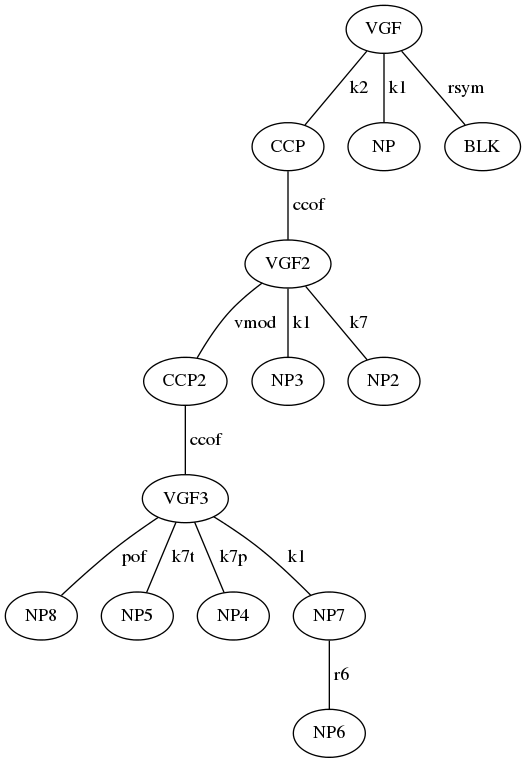 VGF
k2 k1 rsym
CCP NP BLK
ccof
VGF2
vmod k1 k7
CCP2 NP3 NP2
ccof
VGF3
pof k7t k7p k1
NP8 NP5 NP4 NP7
r6
NP6